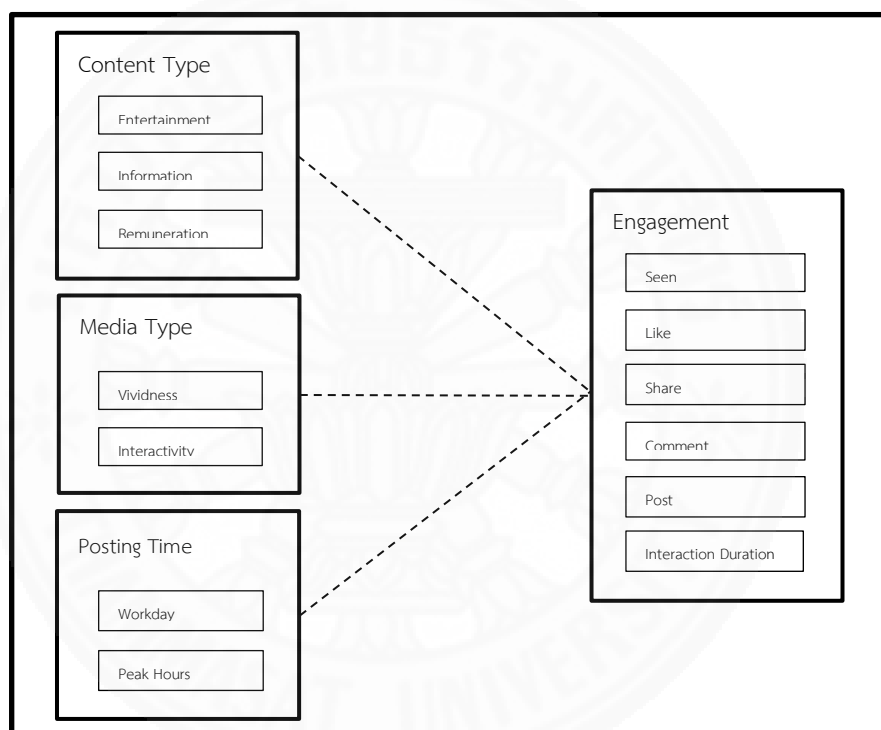 Content Type
Entertainment
Information
Remuneration
Media Type
Vividness
Interactivity
Posting Time
Workday
Peak Hours
Engagement
Seen
Like
Share
Comment
Post
Interaction Duration